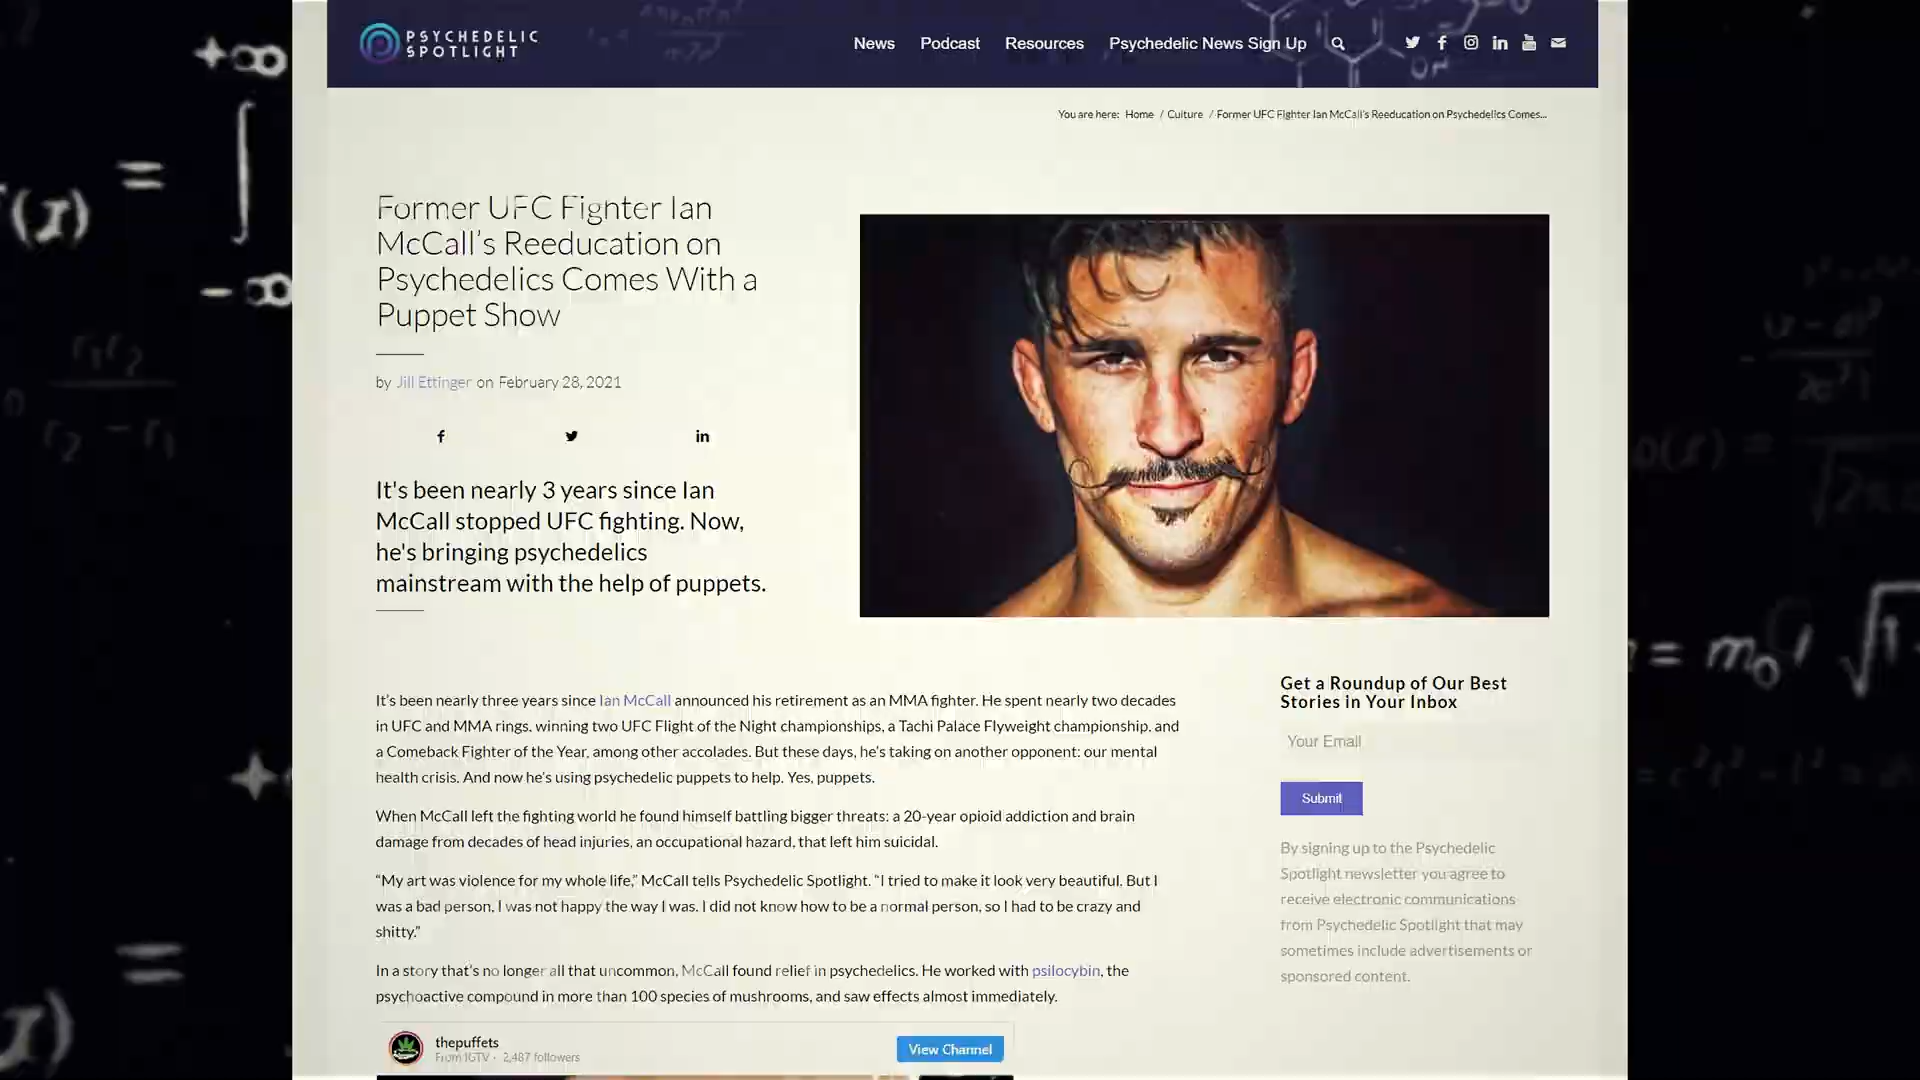 PSYCHEDELIC
SPOTLIGHT
News Podcast Resources Psychedelic News Sign Up
You are here: Home / Culture / Former UFC Fighter Ian McCall's Reeducation on Psychedelics Comes...
Former UFC Fighter Ian
McCall's Reeducation on
Psychedelics Comes With a
Puppet Show
by Jill Ettinger on February 28, 2021
It's been nearly 3 years since Ian
McCall stopped UFC fighting. Now,
he's bringing psychedelics
mainstream with the help of puppets.
It's been nearly three years since Ian McCall announced his retirement as an MMA fighter. He spent nearly two decades
in UFC and MMA rings, winning two UFC Flight of the Night championships, a Tachi Palace Flyweight championship, and
a Comeback Fighter of the Year, among other accolades. But these days, he's taking on another opponent: our mental
health crisis. And now he's using psychedelic puppets to help. Yes, puppets.
When McCall left the fighting world he found himself battling bigger threats: a 20-year opioid addiction and brain
damage from decades of head injuries, an occupational hazard, that left him suicidal.
“My art was violence for my whole life,” McCall tells Psychedelic Spotlight. “I tried to make it look very beautiful. But I
was a bad person, I was not happy the way I was. I did not know how to be a normal person, so I had to be crazy and
shitty.”
In a story that's no longer all that uncommon, McCall found relief in psychedelics. He worked with psilocybin, the
psychoactive compound in more than 100 species of mushrooms, and saw effects almost immediately.
thepuffets
From IGTV · 2,487 followers
View Channel
Get a Roundup of Our Best
Stories in Your Inbox
Your Email
Submit
By signing up to the Psychedelic
Spotlight newsletter you agree to
receive electronic communications
from Psychedelic Spotlight that may
sometimes include advertisements or
sponsored content.
+∞
=
∫
-∞
r₂ - r₁